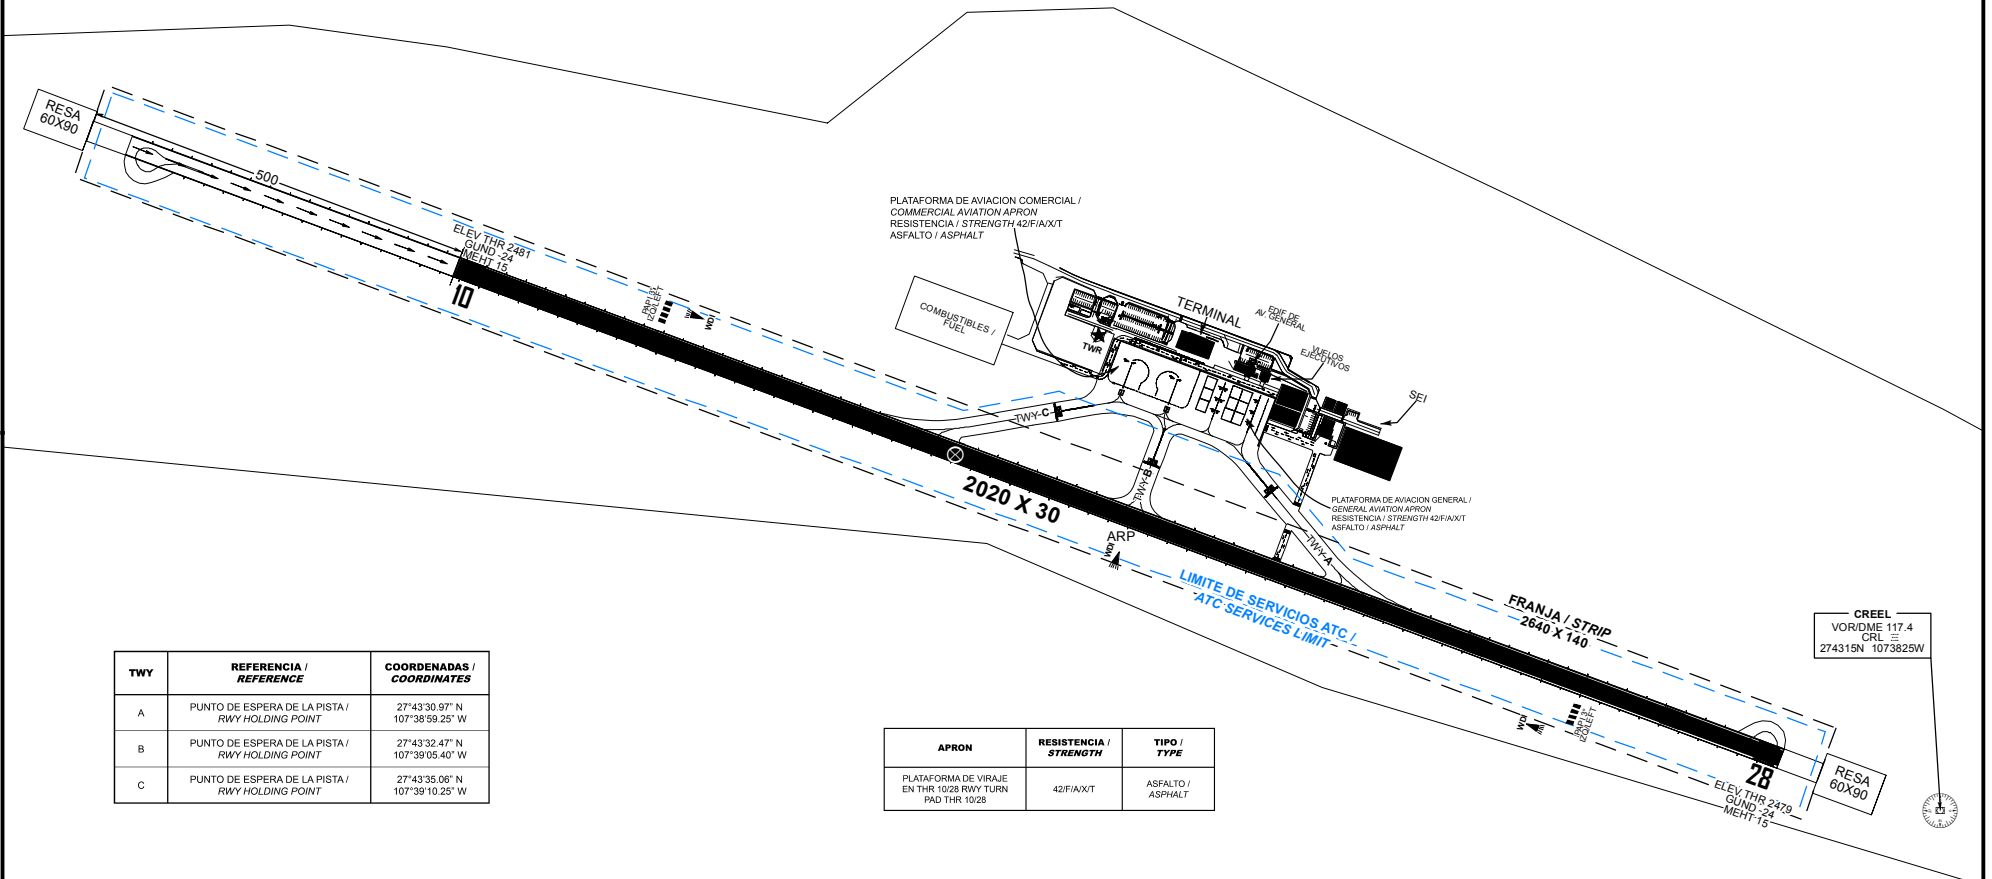 RESA
60X90
500
ELEV THR 2481
GUND -24
MEHT 15
10
PAPI 3°
IZQ/LEFT
WDI
PLATAFORMA DE AVIACION COMERCIAL /
COMMERCIAL AVIATION APRON
RESISTENCIA / STRENGTH 42/F/A/X/T
ASFALTO / ASPHALT
COMBUSTIBLES /
FUEL
TWR
TERMINAL
EDIF DE
AV. GENERAL
VUELOS
EJECUTIVOS
SEI
TWY-C
TWY-B
TWY-A
2020 X 30
ARP
WDI
PLATAFORMA DE AVIACION GENERAL /
GENERAL AVIATION APRON
RESISTENCIA / STRENGTH 42/F/A/X/T
ASFALTO / ASPHALT
LIMITE DE SERVICIOS ATC /
ATC SERVICES LIMIT
FRANJA / STRIP
2640 X 140
CREEL
VOR/DME 117.4
CRL
274315N 1073825W
WDI
PAPI 3°
IZQ/LEFT
28
ELEV THR 2479
GUND -24
MEHT 15
RESA
60X90
TWY
REFERENCIA /
REFERENCE
COORDENADAS /
COORDINATES
A
PUNTO DE ESPERA DE LA PISTA /
RWY HOLDING POINT
27°43'30.97" N
107°38'59.25" W
B
PUNTO DE ESPERA DE LA PISTA /
RWY HOLDING POINT
27°43'32.47" N
107°39'05.40" W
C
PUNTO DE ESPERA DE LA PISTA /
RWY HOLDING POINT
27°43'35.06" N
107°39'10.25" W
APRON
RESISTENCIA /
STRENGTH
TIPO /
TYPE
PLATAFORMA DE VIRAJE
EN THR 10/28 RWY TURN
PAD THR 10/28
42/F/A/X/T
ASFALTO /
ASPHALT